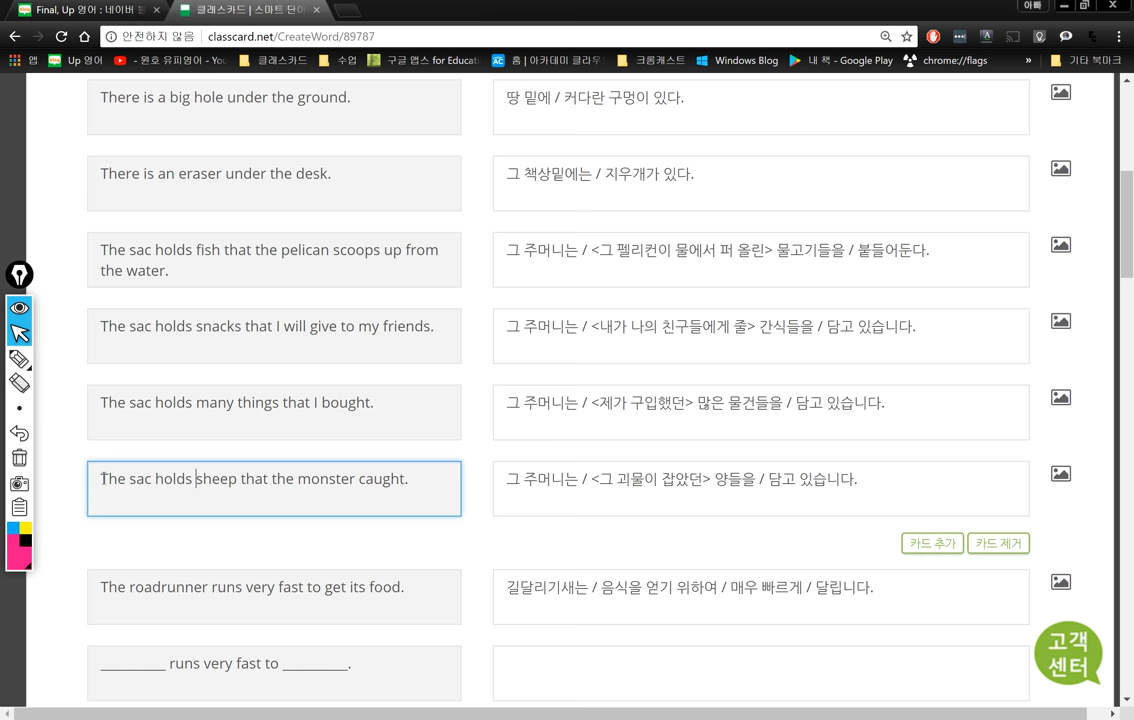 Final, Up 영어 : 네이버 블
클래스카드 | 스마트 단어
아빠
안전하지 않음
classcard.net/CreateWord/89787
앱
Up 영어
- 원호 유피영어 - You
클래스카드
수업
구글 앱스 for Educati
홈 | 아카데미 클라우
크롬캐스트
Windows Blog
내 책 - Google Play
chrome://flags
»
기타 북마크
There is a big hole under the ground.
땅 밑에 / 커다란 구멍이 있다.
There is an eraser under the desk.
그 책상밑에는 / 지우개가 있다.
The sac holds fish that the pelican scoops up from
the water.
그 주머니는 / <그 펠리컨이 물에서 퍼 올린> 물고기들을 / 붙들어둔다.
The sac holds snacks that I will give to my friends.
그 주머니는 / <내가 나의 친구들에게 줄> 간식들을 / 담고 있습니다.
The sac holds many things that I bought.
그 주머니는 / <제가 구입했던> 많은 물건들을 / 담고 있습니다.
The sac holds sheep that the monster caught.
그 주머니는 / <그 괴물이 잡았던> 양들을 / 담고 있습니다.
카드 추가
카드 제거
The roadrunner runs very fast to get its food.
길달리기새는 / 음식을 얻기 위하여 / 매우 빠르게 / 달립니다.
__________ runs very fast to __________.
고객
센터